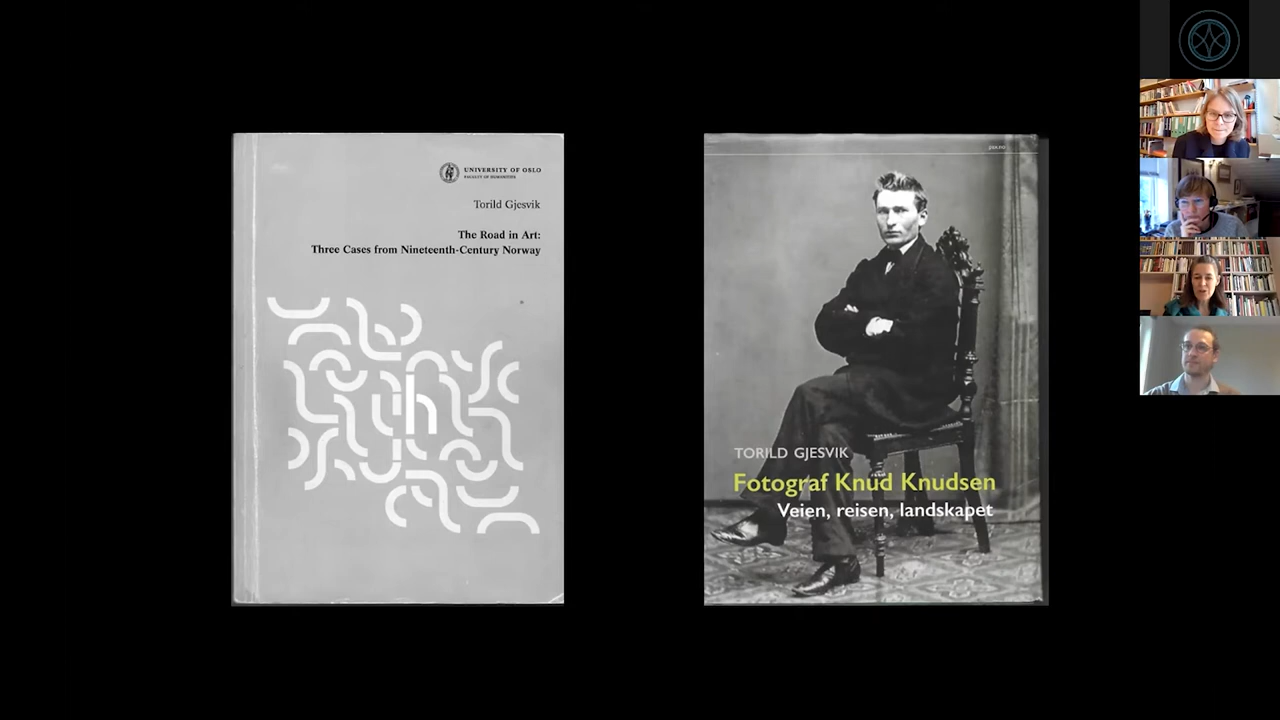 UNIVERSITY OF OSLO
FACULTY OF HUMANITIES
Torild Gjesvik
The Road in Art:
Three Cases from Nineteenth-Century Norway
h
TORILD GJESVIK
Fotograf Knud Knudsen
Veien, reisen, landskapet